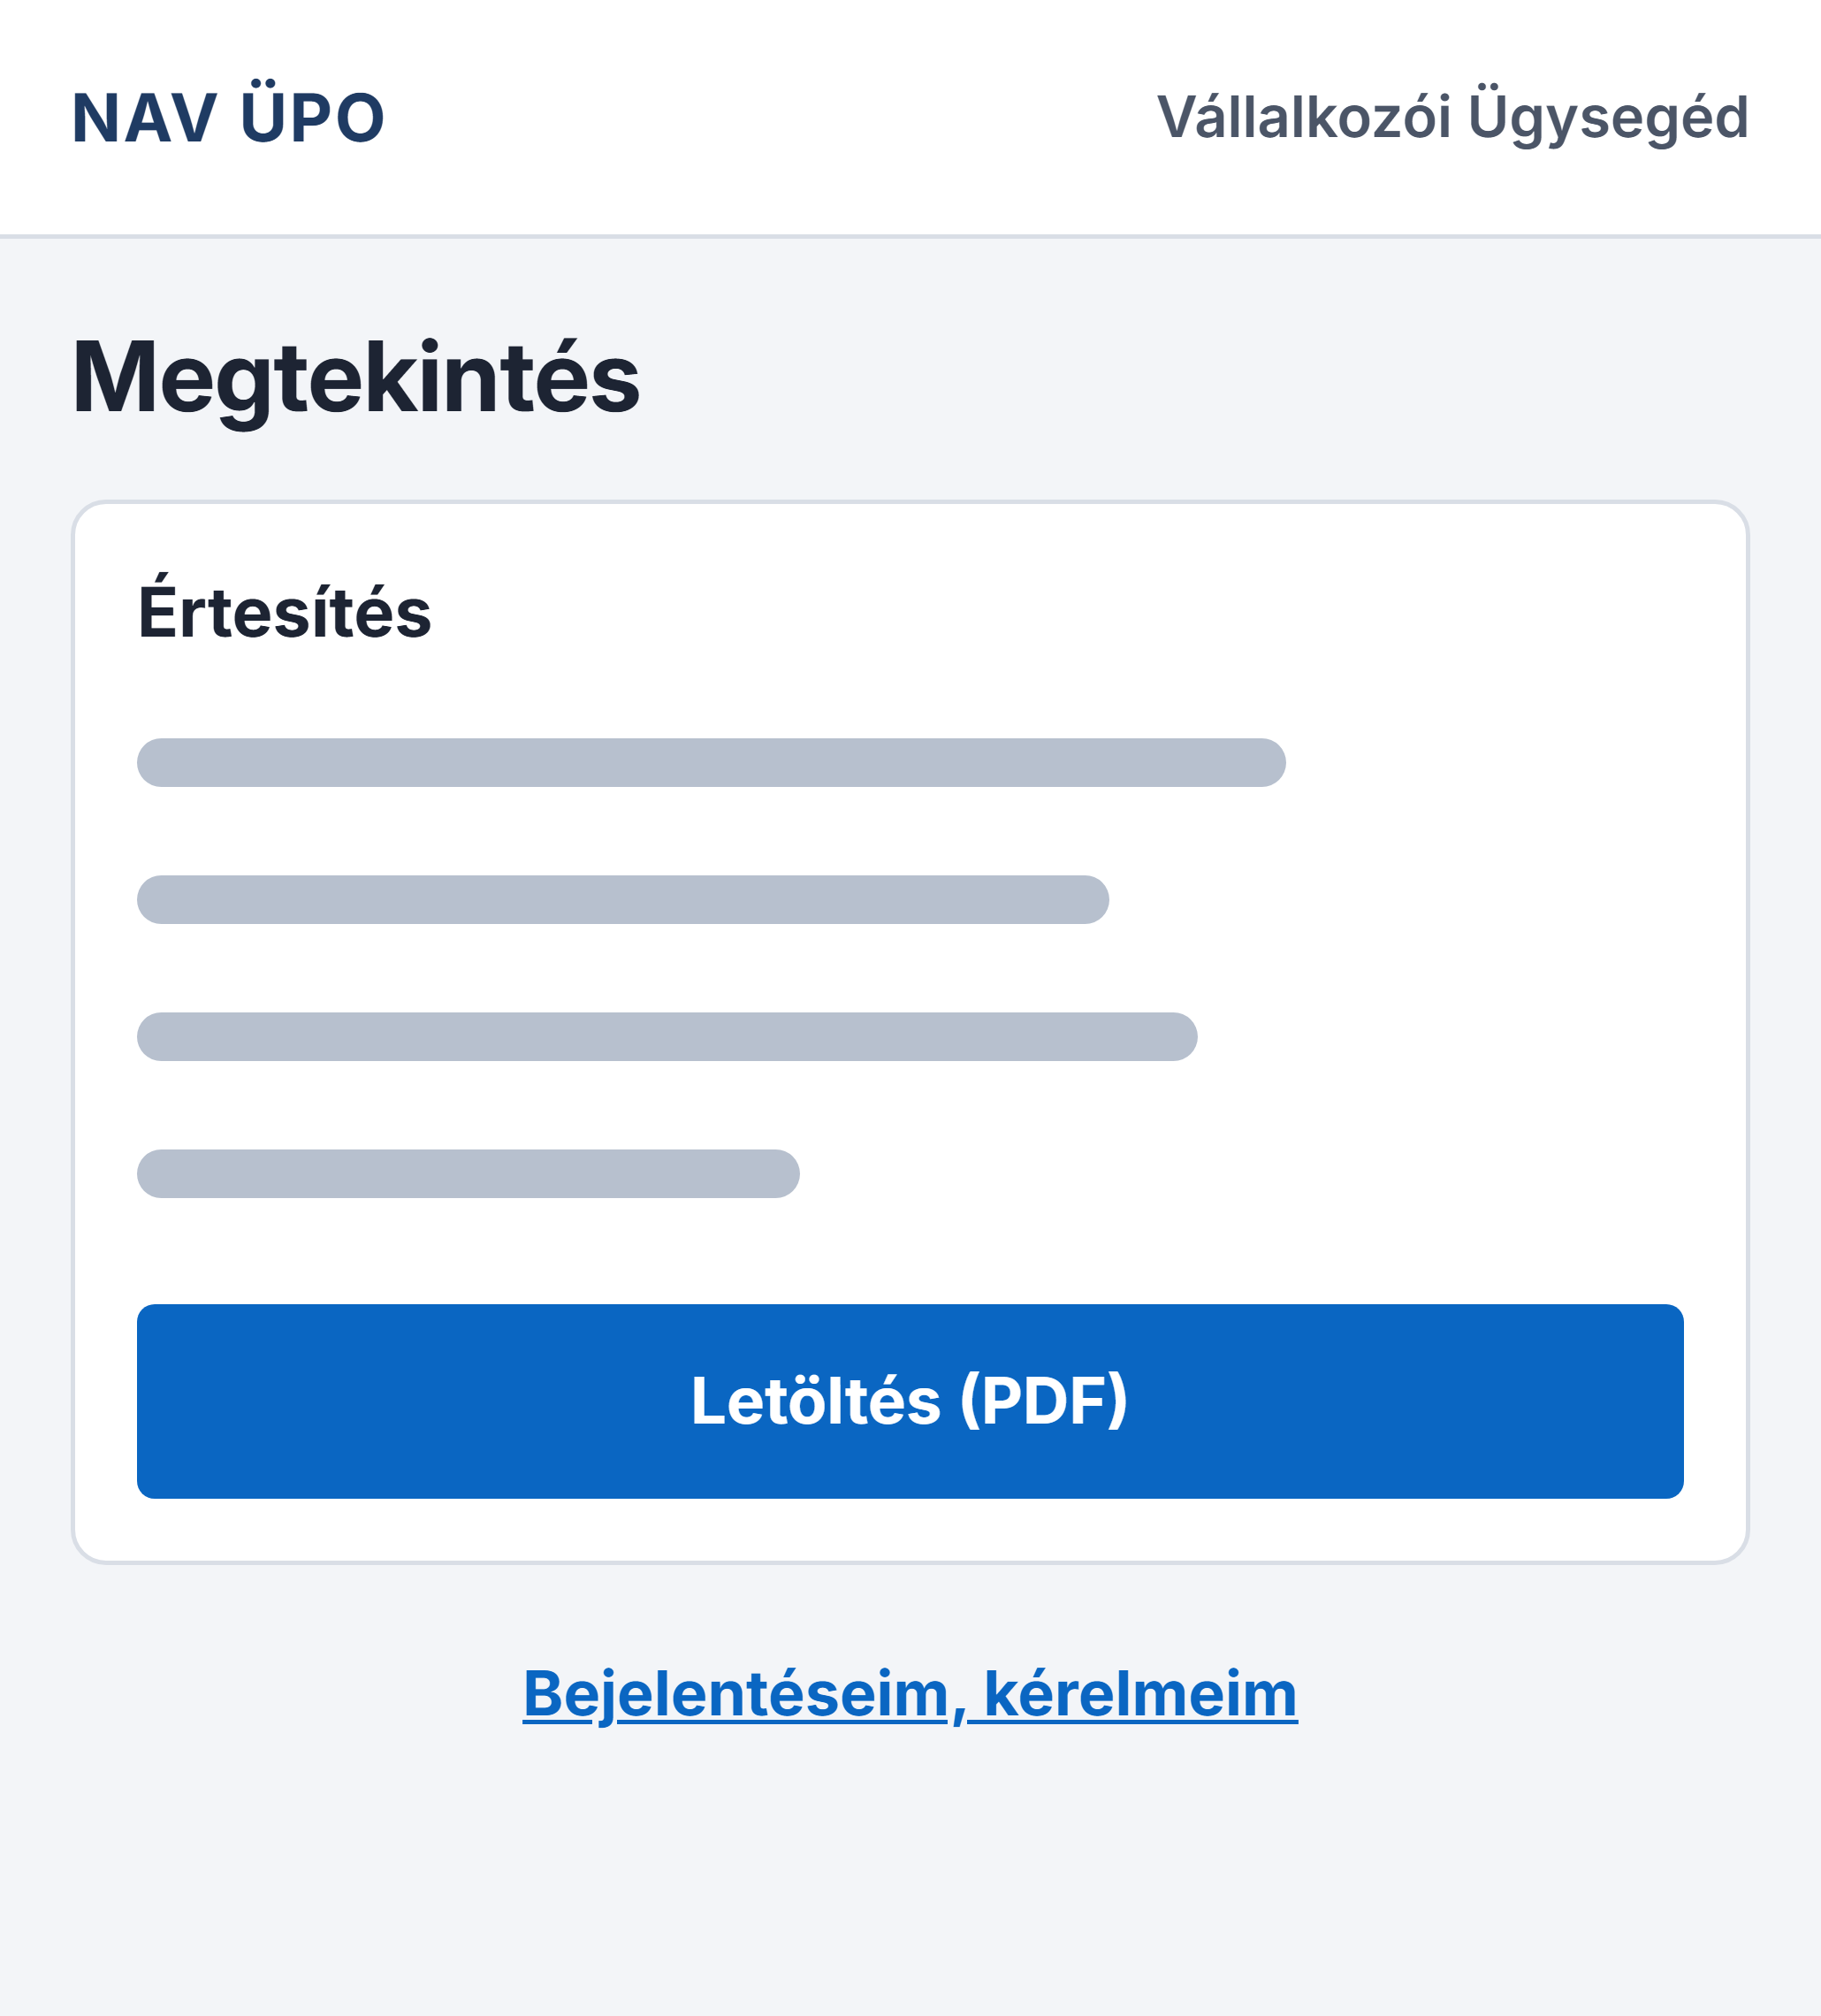 NAV ÜPO
Vállalkozói Ügysegéd
Megtekintés
Értesítés
Letöltés (PDF)
Bejelentéseim, kérelmeim